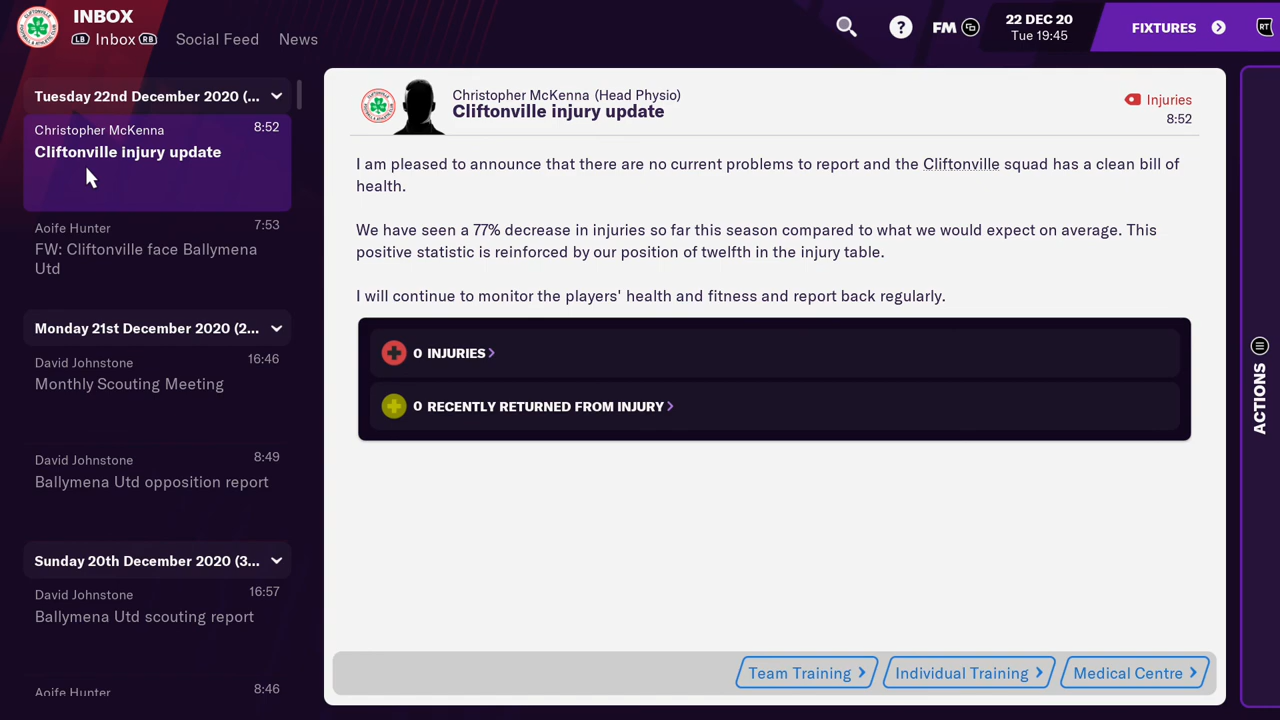 INBOX
LB Inbox RB Social Feed News
FM
22 DEC 20
Tue 19:45
FIXTURES
RT
Tuesday 22nd December 2020 (...
Christopher McKenna 8:52
Cliftonville injury update
Aoife Hunter 7:53
FW: Cliftonville face Ballymena
Utd
Monday 21st December 2020 (2...
David Johnstone 16:46
Monthly Scouting Meeting
David Johnstone 8:49
Ballymena Utd opposition report
Sunday 20th December 2020 (3...
David Johnstone 16:57
Ballymena Utd scouting report
Aoife Hunter 8:46
Christopher McKenna (Head Physio)
Cliftonville injury update
Injuries
8:52
I am pleased to announce that there are no current problems to report and the Cliftonville squad has a clean bill of
health.
We have seen a 77% decrease in injuries so far this season compared to what we would expect on average. This
positive statistic is reinforced by our position of twelfth in the injury table.
I will continue to monitor the players' health and fitness and report back regularly.
0 INJURIES
0 RECENTLY RETURNED FROM INJURY
Team Training
Individual Training
Medical Centre
ACTIONS